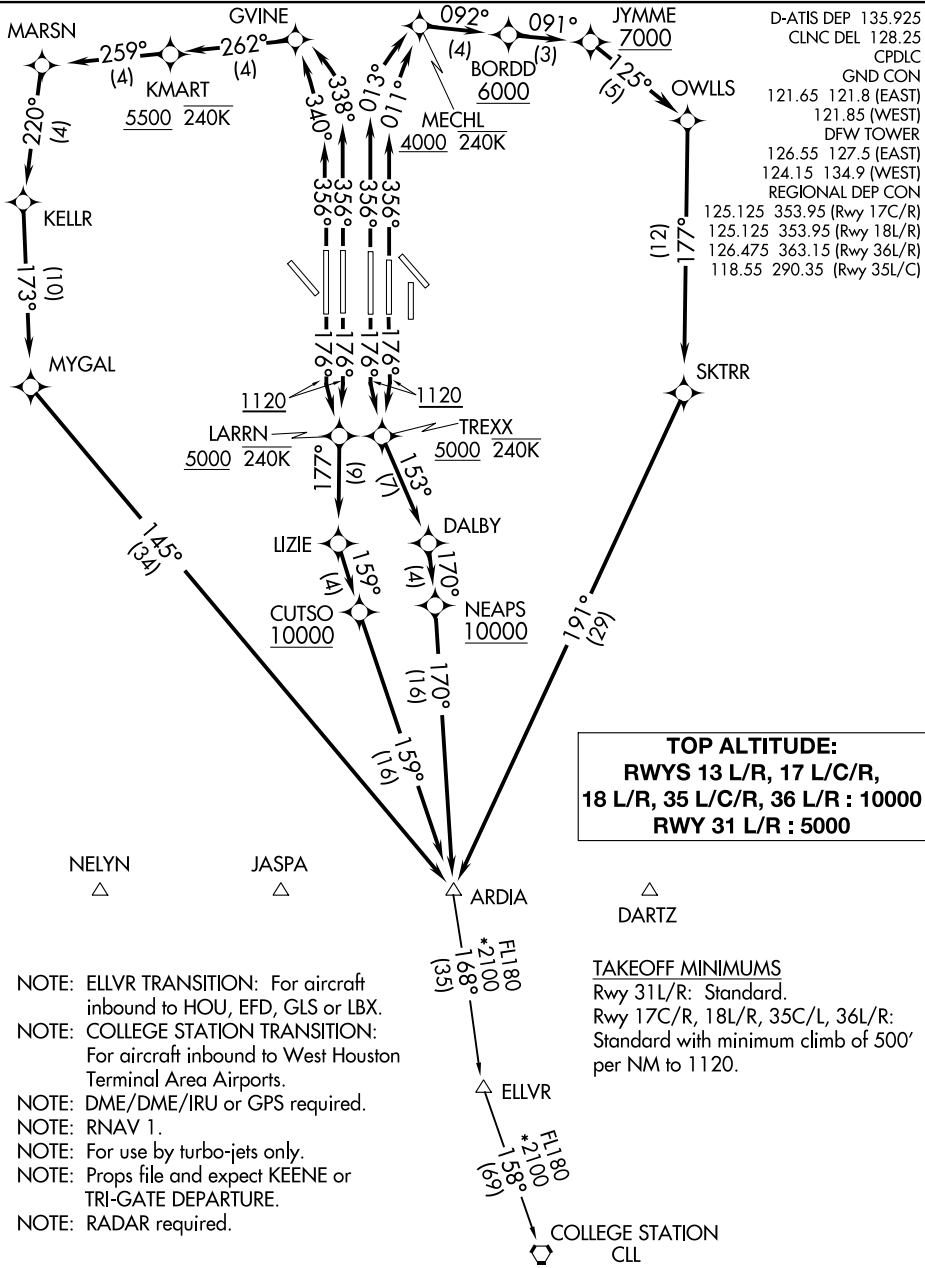 D-ATIS DEP 135.925
CLNC DEL 128.25
CPDLC
GND CON
121.65 121.8 (EAST)
121.85 (WEST)
DFW TOWER
126.55 127.5 (EAST)
124.15 134.9 (WEST)
REGIONAL DEP CON
125.125 353.95 (Rwy 17C/R)
125.125 353.95 (Rwy 18L/R)
126.475 363.15 (Rwy 36L/R)
118.55 290.35 (Rwy 35L/C)
MARSN
259°
(4)
KMART
5500 240K
262°
(4)
GVINE
340°
338°
013°
011°
MECHL
4000 240K
092°
(4)
BORDD
6000
091°
(3)
JYMME
7000
125°
(5)
OWLLS
220°
(4)
KELLR
173°
(10)
MYGAL
356°
356°
356°
356°
176°
176°
176°
176°
1120
1120
177°
(12)
SKTRR
LARRN
5000 240K
TREXX
5000 240K
177°
(9)
153°
(7)
LIZIE
DALBY
159°
(4)
170°
(4)
CUTSO
10000
NEAPS
10000
145°
(34)
159°
(16)
170°
(16)
191°
(29)
TOP ALTITUDE:
RWYS 13 L/R, 17 L/C/R,
18 L/R, 35 L/C/R, 36 L/R : 10000
RWY 31 L/R : 5000
NELYN
JASPA
ARDIA
DARTZ
FL180
*2100
168°
(35)
ELLVR
FL180
*2100
158°
(69)
COLLEGE STATION
CLL
TAKEOFF MINIMUMS
Rwy 31L/R: Standard.
Rwy 17C/R, 18L/R, 35C/L, 36L/R:
Standard with minimum climb of 500'
per NM to 1120.
NOTE: ELLVR TRANSITION: For aircraft
inbound to HOU, EFD, GLS or LBX.
NOTE: COLLEGE STATION TRANSITION:
For aircraft inbound to West Houston
Terminal Area Airports.
NOTE: DME/DME/IRU or GPS required.
NOTE: RNAV 1.
NOTE: For use by turbo-jets only.
NOTE: Props file and expect KEENE or
TRI-GATE DEPARTURE.
NOTE: RADAR required.